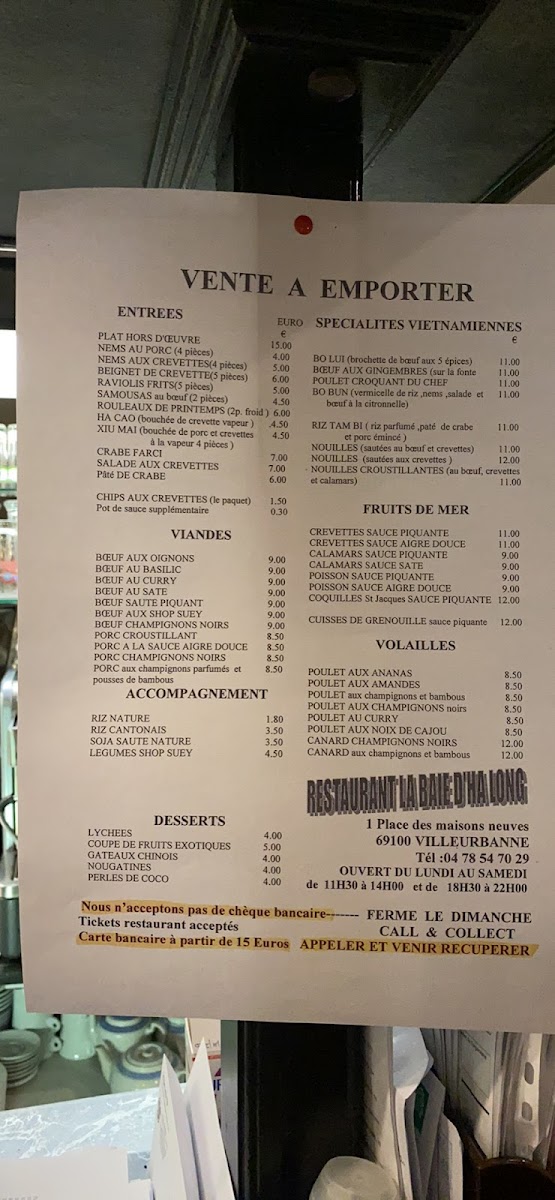 VENTE A EMPORTER
ENTREES
EURO
€
PLAT HORS D'ŒUVRE 15.00
NEMS AU PORC (4 pièces) 4.00
NEMS AUX CREVETTES(4 pièces) 5.00
BEIGNET DE CREVETTE(5 pièces) 6.00
RAVIOLIS FRITS(5 pièces) 5.00
SAMOUSAS au bœuf (2 pièces) 4.50
ROULEAUX DE PRINTEMPS (2p. froid ) 6.00
HA CAO (bouchée de crevette vapeur ) .4.50
XIU MAI (bouchée de porc et crevettes 4.50
à la vapeur 4 pièces )
CRABE FARCI 7.00
SALADE AUX CREVETTES 7.00
Pâté DE CRABE 6.00
CHIPS AUX CREVETTES (le paquet) 1.50
Pot de sauce supplémentaire 0.30
VIANDES
BŒUF AUX OIGNONS 9.00
BŒUF AU BASILIC 9.00
BŒUF AU CURRY 9.00
BŒUF AU SATE 9.00
BŒUF SAUTE PIQUANT 9.00
BŒUF AUX SHOP SUEY 9.00
BŒUF CHAMPIGNONS NOIRS 9.00
PORC CROUSTILLANT 8.50
PORC A LA SAUCE AIGRE DOUCE 8.50
PORC CHAMPIGNONS NOIRS 8.50
PORC aux champignons parfumés et 8.50
pousses de bambous
ACCOMPAGNEMENT
RIZ NATURE 1.80
RIZ CANTONAIS 3.50
SOJA SAUTE NATURE 3.50
LEGUMES SHOP SUEY 4.50
DESSERTS
LYCHEES 4.00
COUPE DE FRUITS EXOTIQUES 5.00
GATEAUX CHINOIS 4.00
NOUGATINES 4.00
PERLES DE COCO 4.00
SPECIALITES VIETNAMIENNES
€
BO LUI (brochette de bœuf aux 5 épices) 11.00
BŒUF AUX GINGEMBRES (sur la fonte 11.00
POULET CROQUANT DU CHEF 11.00
BO BUN (vermicelle de riz ,nems ,salade et 11.00
bœuf à la citronnelle)
RIZ TAM BI ( riz parfumé ,paté de crabe 11.00
et porc émincé )
NOUILLES (sautées au bœuf et crevettes) 11.00
NOUILLES (sautées aux crevettes ) 12.00
NOUILLES CROUSTILLANTES (au bœuf, crevettes
et calamars) 11.00
FRUITS DE MER
CREVETTES SAUCE PIQUANTE 11.00
CREVETTES SAUCE AIGRE DOUCE 11.00
CALAMARS SAUCE PIQUANTE 9.00
CALAMARS SAUCE SATE 9.00
POISSON SAUCE PIQUANTE 9.00
POISSON SAUCE AIGRE DOUCE 9.00
COQUILLES St Jacques SAUCE PIQUANTE 12.00
CUISSES DE GRENOUILLE sauce piquante 12.00
VOLAILLES
POULET AUX ANANAS 8.50
POULET AUX AMANDES 8.50
POULET aux champignons et bambous 8.50
POULET AUX CHAMPIGNONS noirs 8.50
POULET AU CURRY 8.50
POULET AUX NOIX DE CAJOU 8.50
CANARD CHAMPIGNONS NOIRS 12.00
CANARD aux champignons et bambous 12.00
RESTAURANT LA BAIE D'HA LONG
1 Place des maisons neuves
69100 VILLEURBANNE
Tél :04 78 54 70 29
OUVERT DU LUNDI AU SAMEDI
de 11H30 à 14H00 et de 18H30 à 22H00
Nous n'acceptons pas de chèque bancaire------- FERME LE DIMANCHE
Tickets restaurant acceptés CALL & COLLECT
Carte bancaire à partir de 15 Euros APPELER ET VENIR RECUPERER